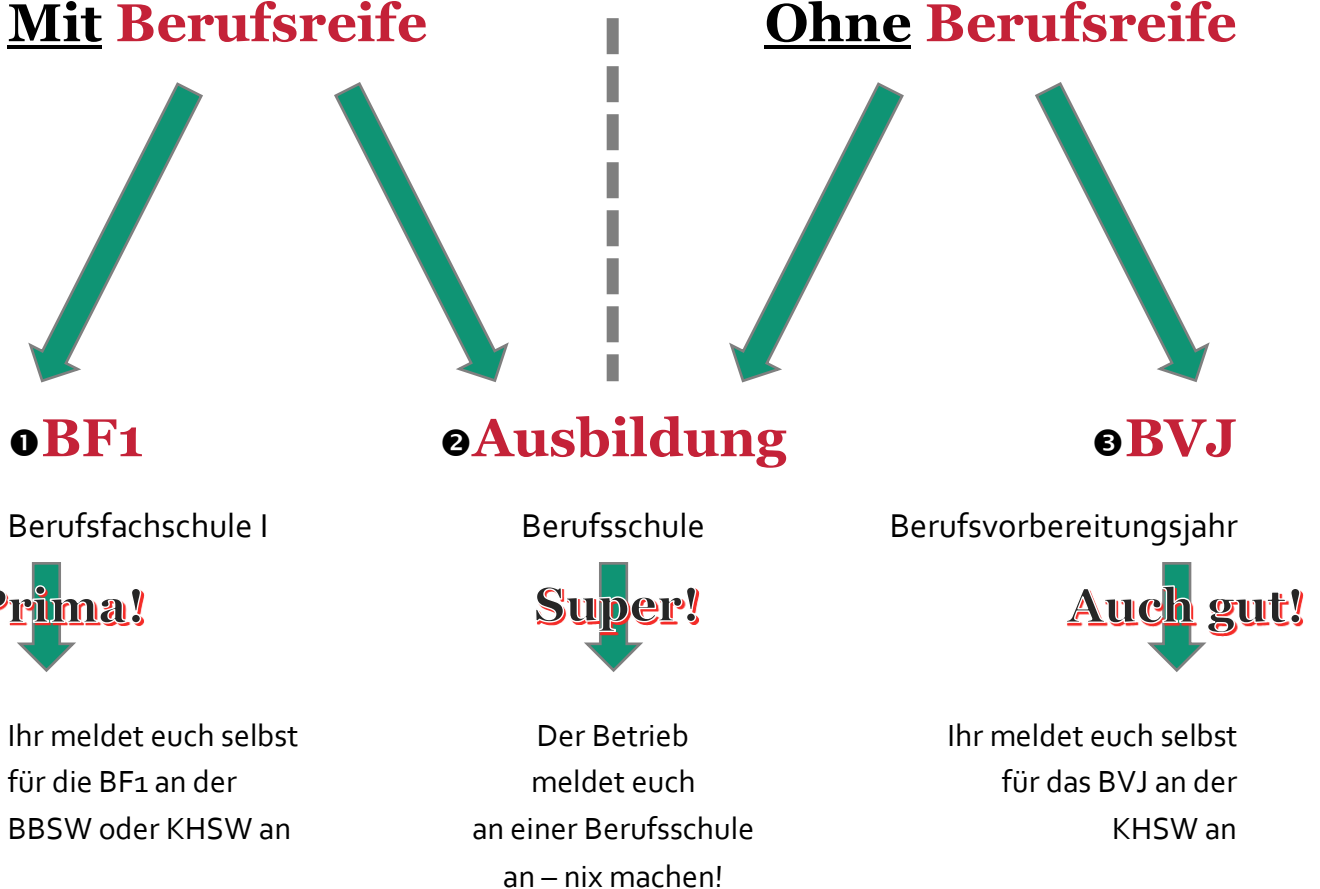 Mit Berufsreife
Ohne Berufsreife
❶BF1
Berufsfachschule I
Prima!
Ihr meldet euch selbst
für die BF1 an der
BBSW oder KHSW an
❷Ausbildung
Berufsschule
Super!
Der Betrieb
meldet euch
an einer Berufsschule
an – nix machen!
❸BVJ
Berufsvorbereitungsjahr
Auch gut!
Ihr meldet euch selbst
für das BVJ an der
KHSW an